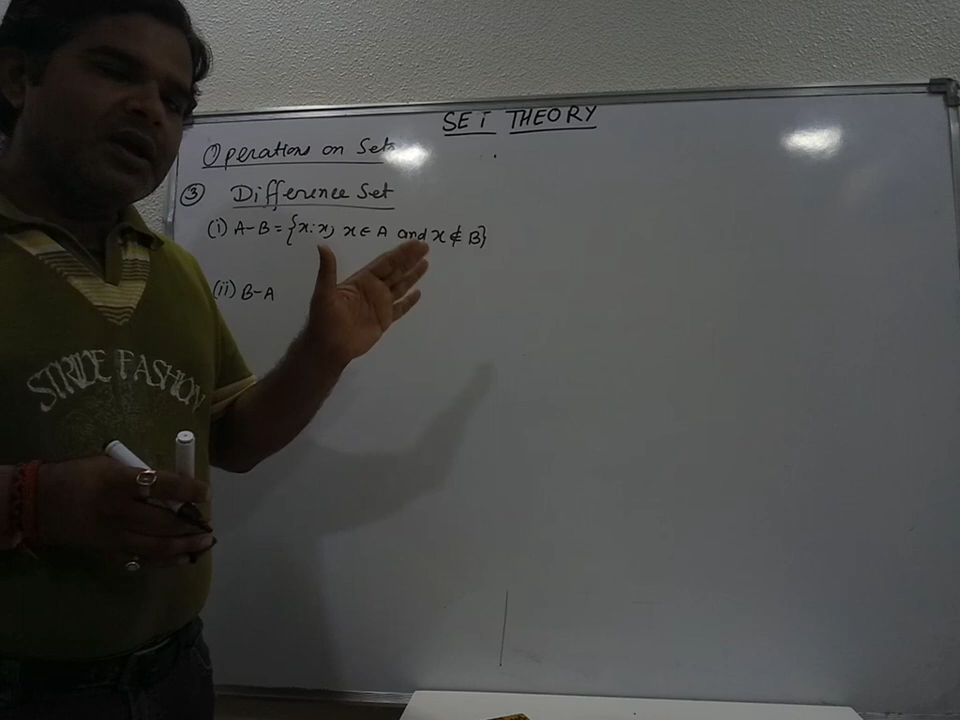 SET THEORY
Operations on Sets
③ Difference Set
(i) A-B = {x:x, x∈A and x∉B}
(ii) B-A
STRIDE FASHION